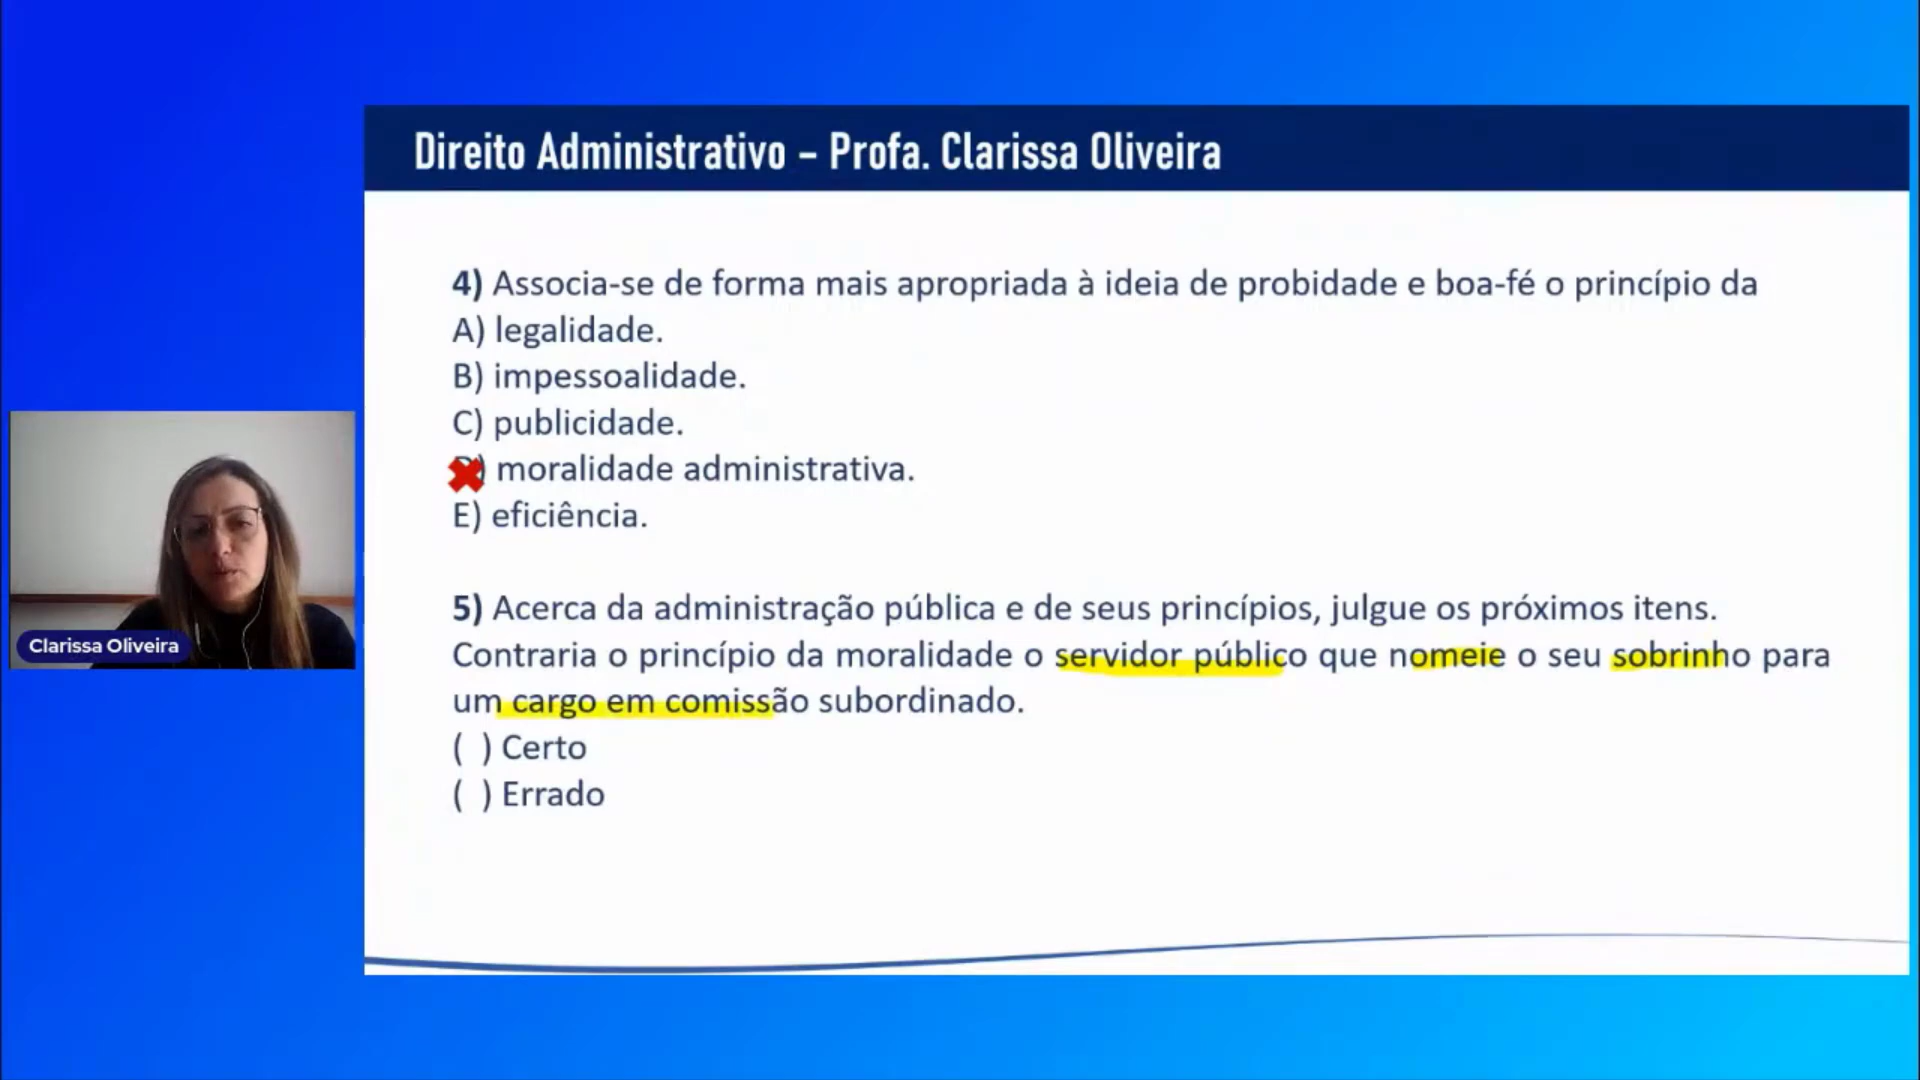 Direito Administrativo – Profa. Clarissa Oliveira
4) Associa-se de forma mais apropriada à ideia de probidade e boa-fé o princípio da
A) legalidade.
B) impessoalidade.
C) publicidade.
D) moralidade administrativa.
E) eficiência.
5) Acerca da administração pública e de seus princípios, julgue os próximos itens.
Contraria o princípio da moralidade o servidor público que nomeie o seu sobrinho para
um cargo em comissão subordinado.
( ) Certo
( ) Errado
Clarissa Oliveira